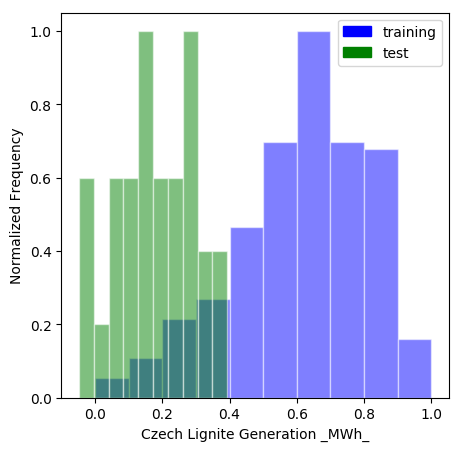 training
test
Normalized Frequency
1.0
0.8
0.6
0.4
0.2
0.0
0.0 0.2 0.4 0.6 0.8 1.0
Czech Lignite Generation _MWh_